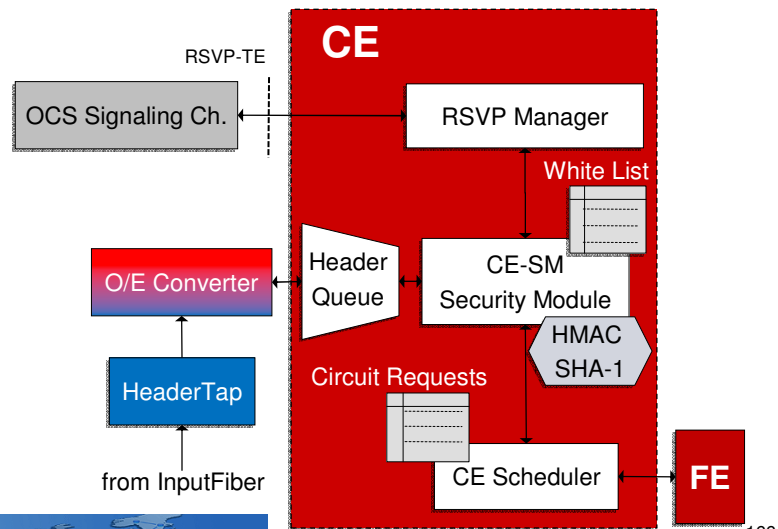 CE
RSVP-TE
OCS Signaling Ch.
RSVP Manager
White List
O/E Converter
Header
Queue
CE-SM
Security Module
HMAC
SHA-1
HeaderTap
Circuit Requests
from InputFiber
CE Scheduler
FE